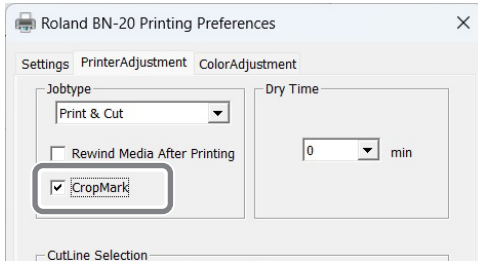 Roland BN-20 Printing Preferences
Settings PrinterAdjustment ColorAdjustment
Jobtype
Dry Time
Print & Cut
Rewind Media After Printing
0 min
CropMark
CutLine Selection